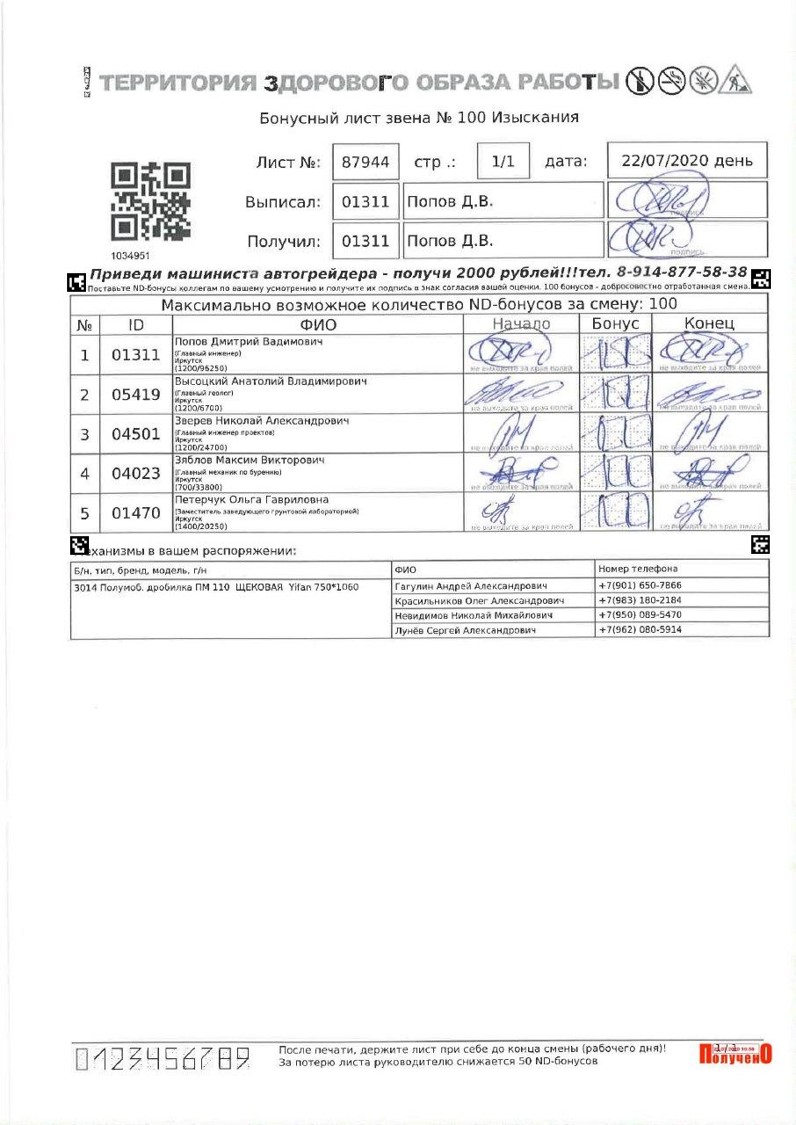 ТЕРРИТОРИЯ ЗДОРОВОГО ОБРАЗА РАБОТЫ
Бонусный лист звена № 100 Изыскания
Лист №: 87944 стр .: 1/1 дата: 22/07/2020 день
Выписал: 01311 Попов Д.В. подпись
Получил: 01311 Попов Д.В. подпись
1034951
Приведи машиниста автогрейдера - получи 2000 рублей!!!тел. 8-914-877-58-38
Поставьте ND-бонусы коллегам по вашему усмотрению и получите их подпись в знак согласия вашей оценки. 100 бонусов - добросовестно отработанная смена.
Максимально возможное количество ND-бонусов за смену: 100
№ ID ФИО Начало Бонус Конец
1 01311 Попов Дмитрий Вадимович 100
(Главный инженер)
Иркутск
(1200/96250) не выходите за края полей не выходите за края полей
2 05419 Высоцкий Анатолий Владимирович 100
(Главный геолог)
Иркутск
(1200/6700) не выходите за края полей не выходите за края полей
3 04501 Зверев Николай Александрович 100
(Главный инженер проектов)
Иркутск
(1200/24700) не выходите за края полей не выходите за края полей
4 04023 Зяблов Максим Викторович 100
(Главный механик по бурению)
Иркутск
(700/33800) не выходите за края полей не выходите за края полей
5 01470 Петерчук Ольга Гавриловна 100
(Заместитель заведующего грунтовой лабораторией)
Иркутск
(1400/20250) не выходите за края полей не выходите за края полей
еханизмы в вашем распоряжении:
Б/н, тип, бренд, модель, г/н ФИО Номер телефона
3014 Полумоб. дробилка ПМ 110 ЩЕКОВАЯ Yifan 750*1060 Гагулин Андрей Александрович +7(901) 650-7866
Красильников Олег Александрович +7(983) 180-2184
Невидимов Николай Михайлович +7(950) 089-5470
Лунёв Сергей Александрович +7(962) 080-5914
0123456789
После печати, держите лист при себе до конца смены (рабочего дня)!
За потерю листа руководителю снижается 50 ND-бонусов
1/1
ПолученО